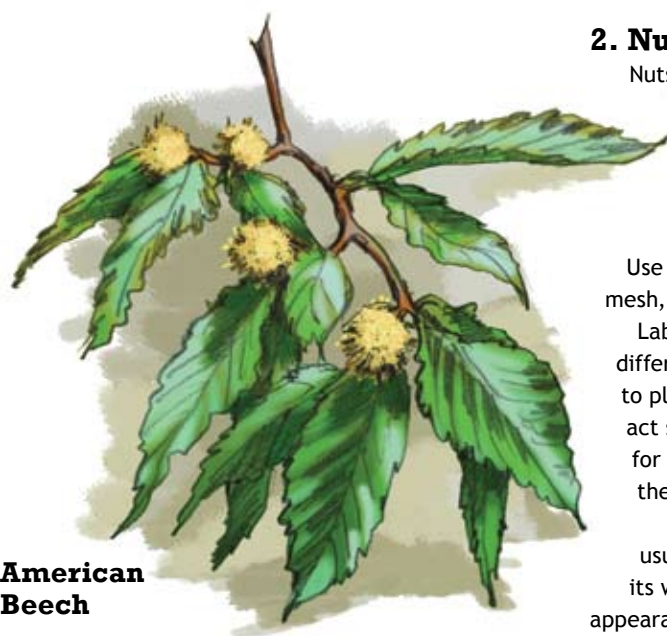 2. Nu
Nuts
Use
mesh,
Lab
differ
to pl
act s
for
the
usu
its v
appeara
American
Beech